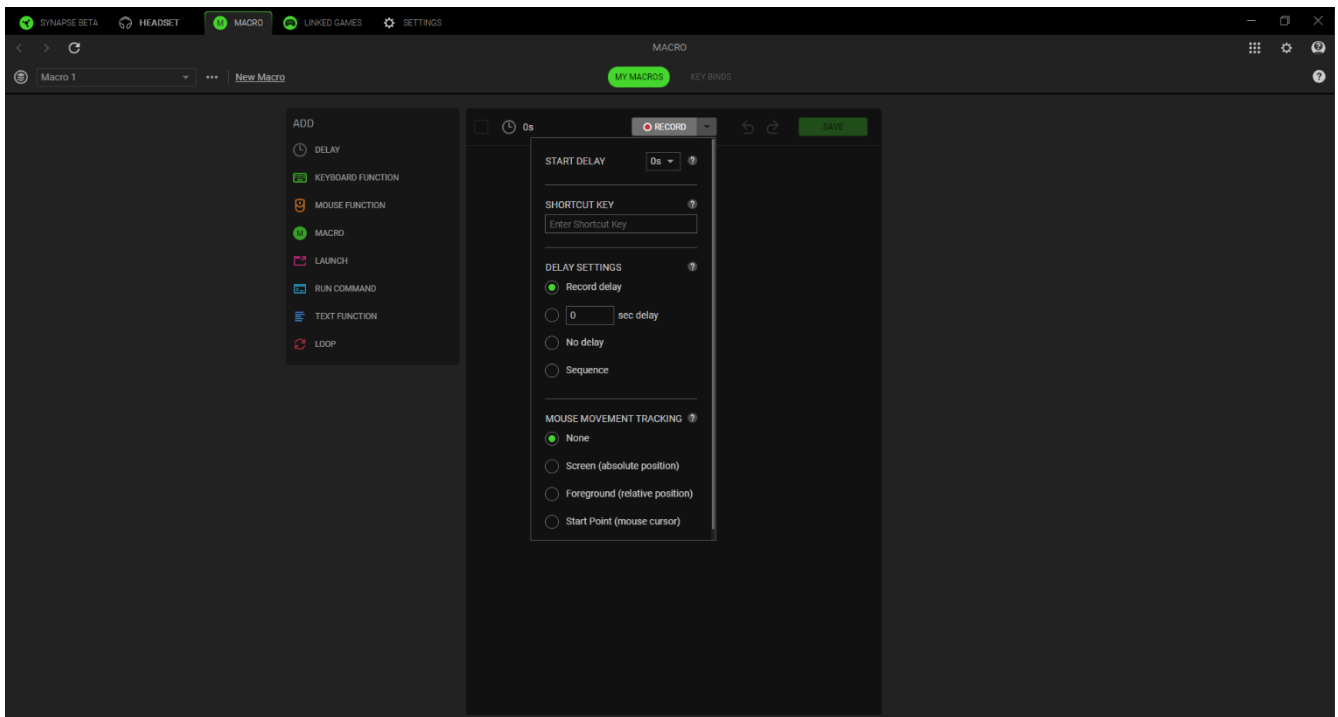 SYNAPSE BETA HEADSET M MACRO LINKED GAMES SETTINGS
MACRO
Macro 1 ••• New Macro MY MACROS KEY BINDS ?
ADD
DELAY
KEYBOARD FUNCTION
MOUSE FUNCTION
M MACRO
LAUNCH
RUN COMMAND
TEXT FUNCTION
LOOP
0s RECORD SAVE
START DELAY 0s ?
SHORTCUT KEY ?
Enter Shortcut Key
DELAY SETTINGS ?
Record delay
0 sec delay
No delay
Sequence
MOUSE MOVEMENT TRACKING ?
None
Screen (absolute position)
Foreground (relative position)
Start Point (mouse cursor)